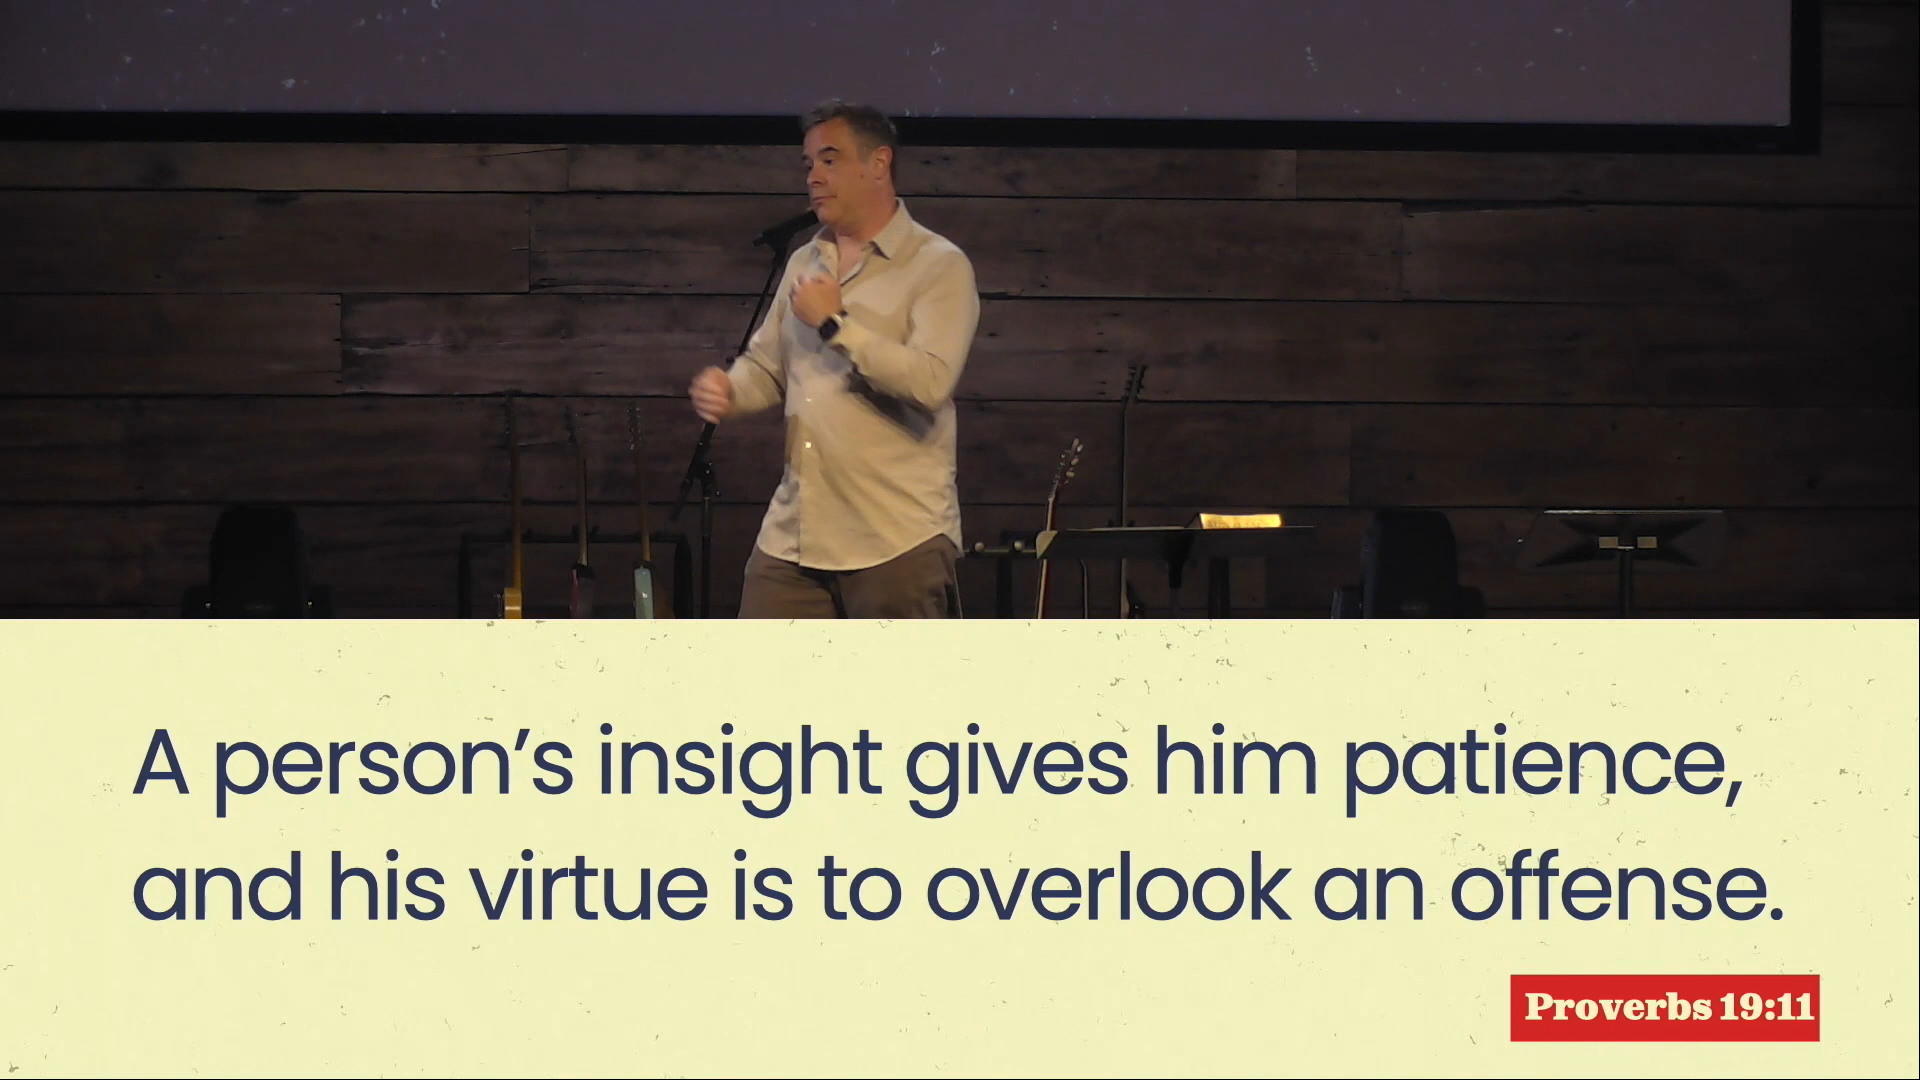 A person’s insight gives him patience,
and his virtue is to overlook an offense.
Proverbs 19:11